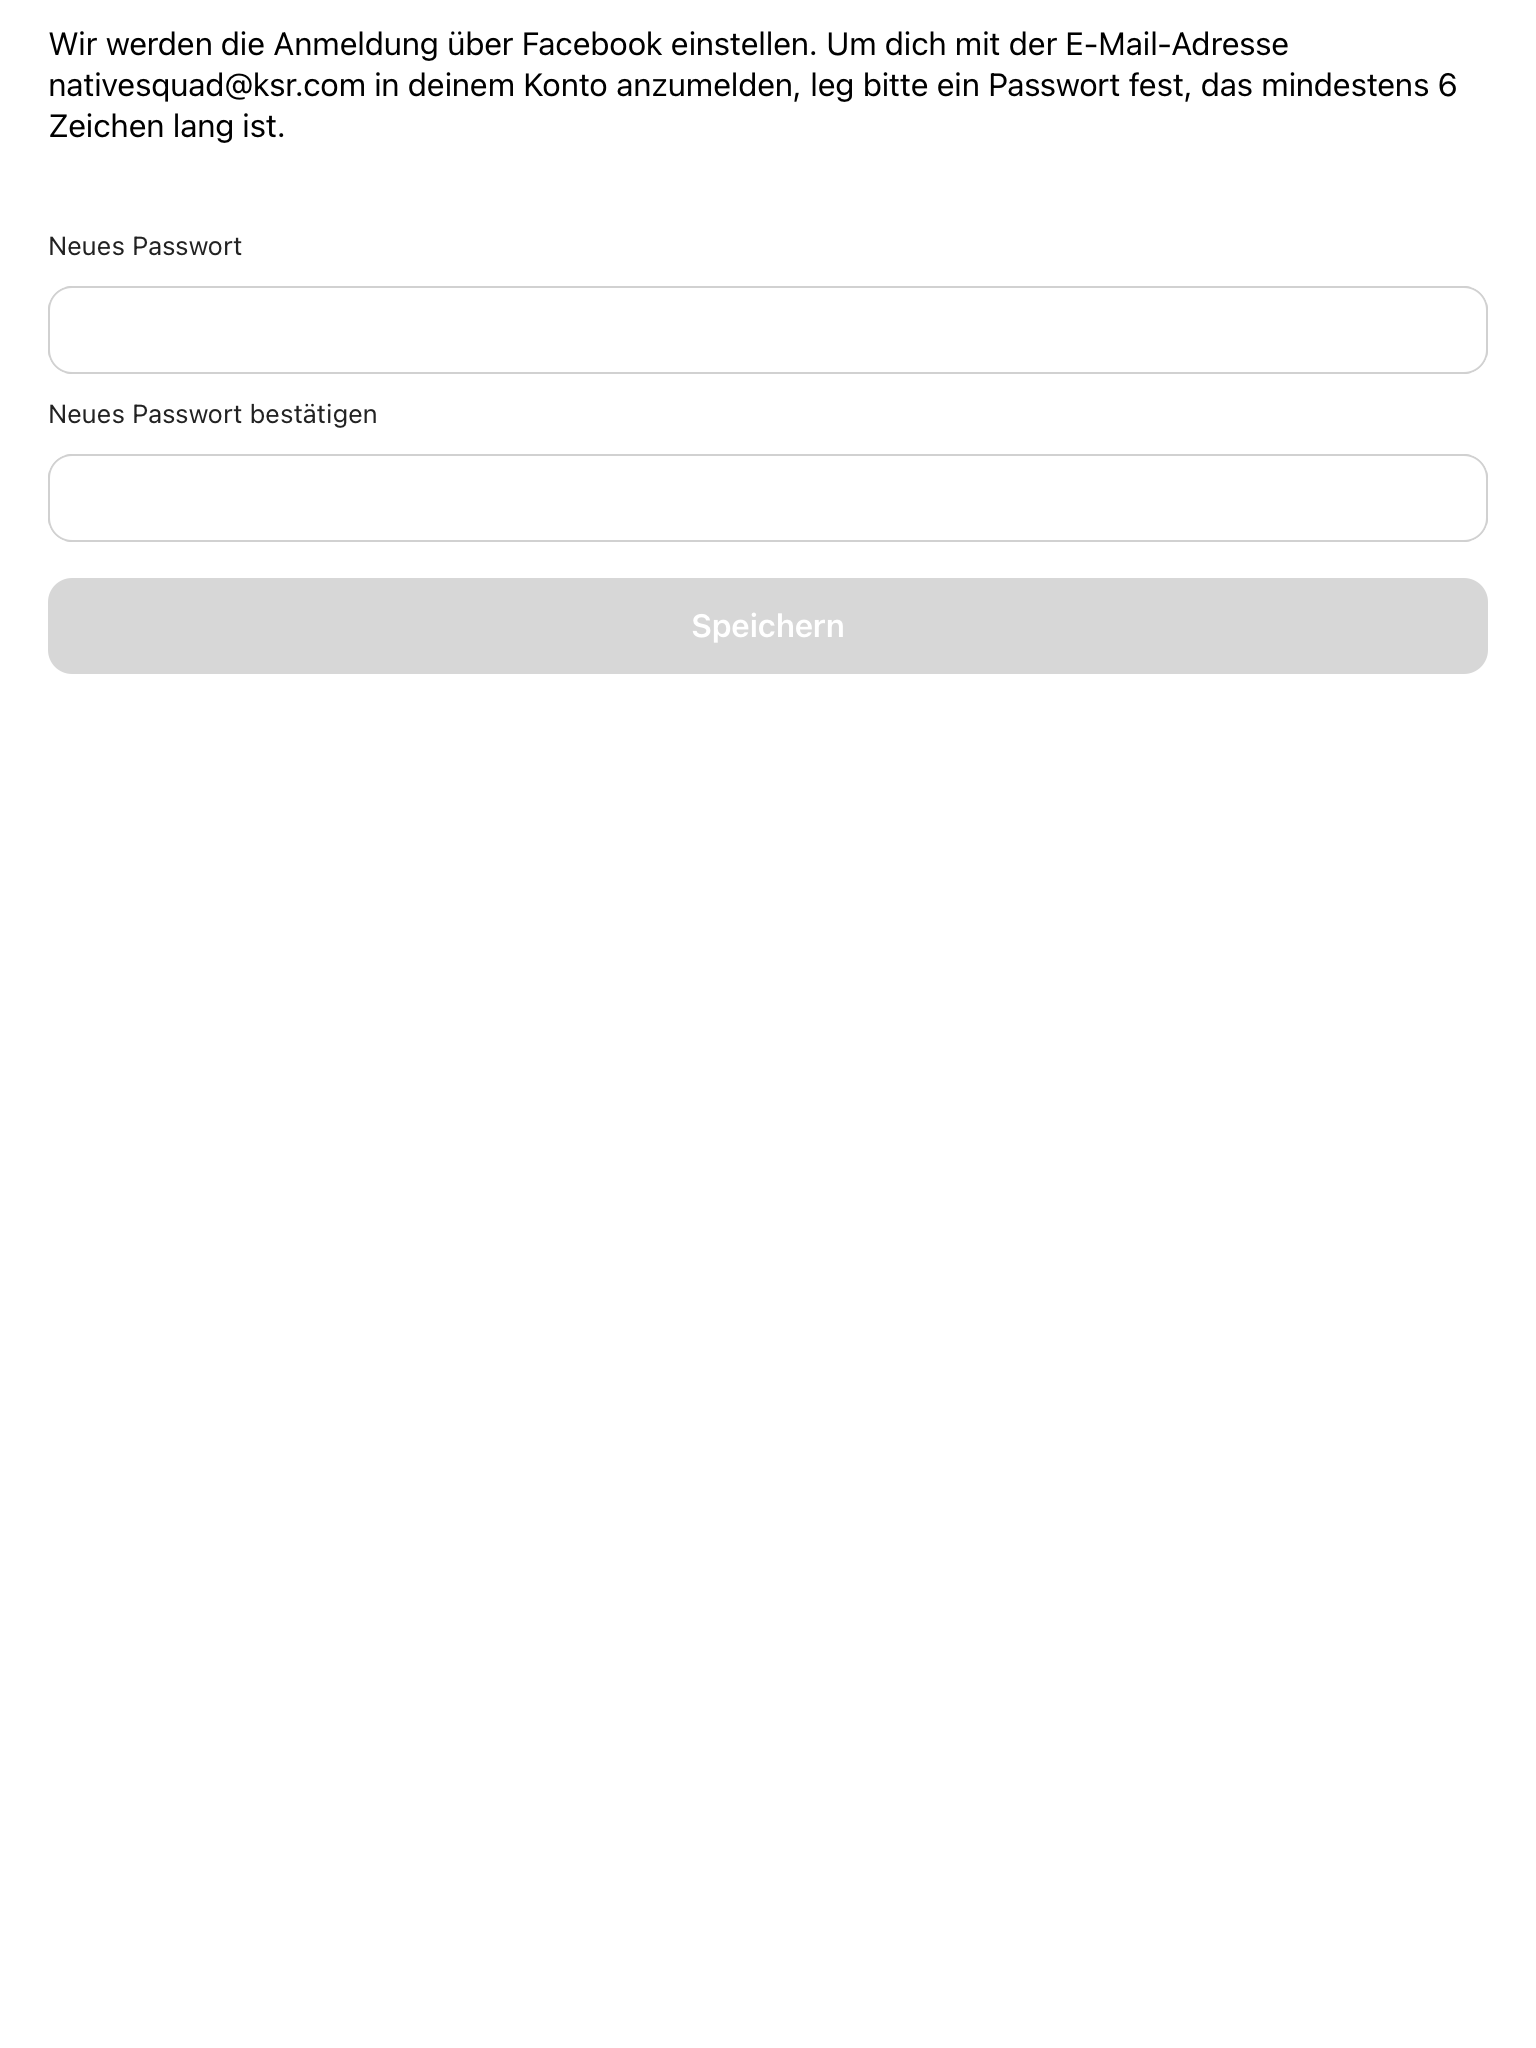 Wir werden die Anmeldung über Facebook einstellen. Um dich mit der E-Mail-Adresse
nativesquad@ksr.com in deinem Konto anzumelden, leg bitte ein Passwort fest, das mindestens 6
Zeichen lang ist.
Neues Passwort
Neues Passwort bestätigen
Speichern